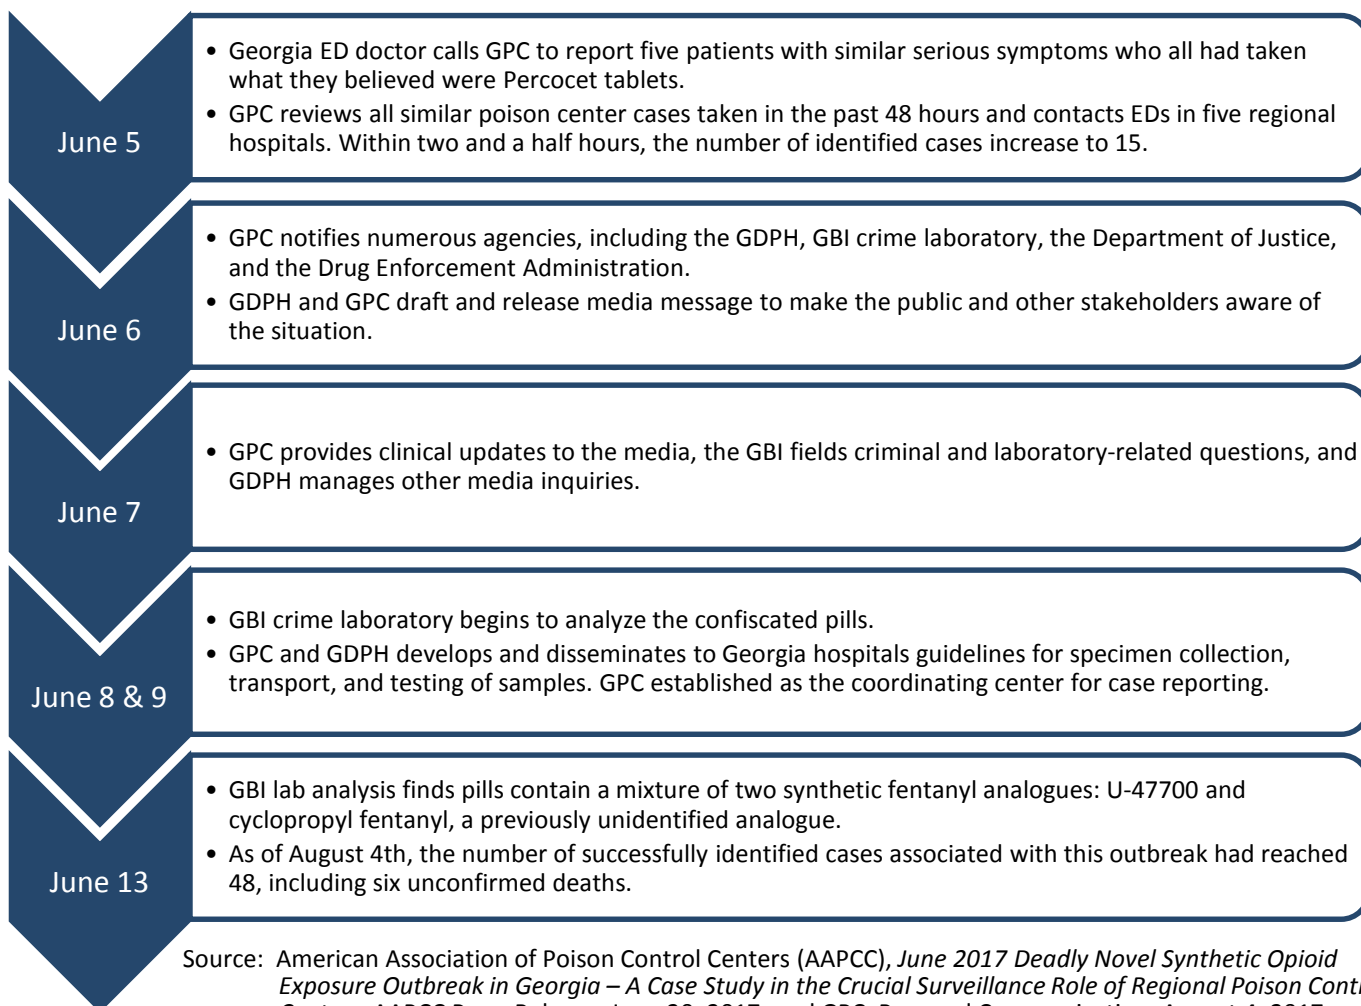 June 5
• Georgia ED doctor calls GPC to report five patients with similar serious symptoms who all had taken
what they believed were Percocet tablets.
• GPC reviews all similar poison center cases taken in the past 48 hours and contacts EDs in five regional
hospitals. Within two and a half hours, the number of identified cases increase to 15.
June 6
• GPC notifies numerous agencies, including the GDPH, GBI crime laboratory, the Department of Justice,
and the Drug Enforcement Administration.
• GDPH and GPC draft and release media message to make the public and other stakeholders aware of
the situation.
June 7
• GPC provides clinical updates to the media, the GBI fields criminal and laboratory-related questions, and
GDPH manages other media inquiries.
June 8 & 9
• GBI crime laboratory begins to analyze the confiscated pills.
• GPC and GDPH develops and disseminates to Georgia hospitals guidelines for specimen collection,
transport, and testing of samples. GPC established as the coordinating center for case reporting.
June 13
• GBI lab analysis finds pills contain a mixture of two synthetic fentanyl analogues: U-47700 and
cyclopropyl fentanyl, a previously unidentified analogue.
• As of August 4th, the number of successfully identified cases associated with this outbreak had reached
48, including six unconfirmed deaths.
Source: American Association of Poison Control Centers (AAPCC), June 2017 Deadly Novel Synthetic Opioid
Exposure Outbreak in Georgia – A Case Study in the Crucial Surveillance Role of Regional Poison